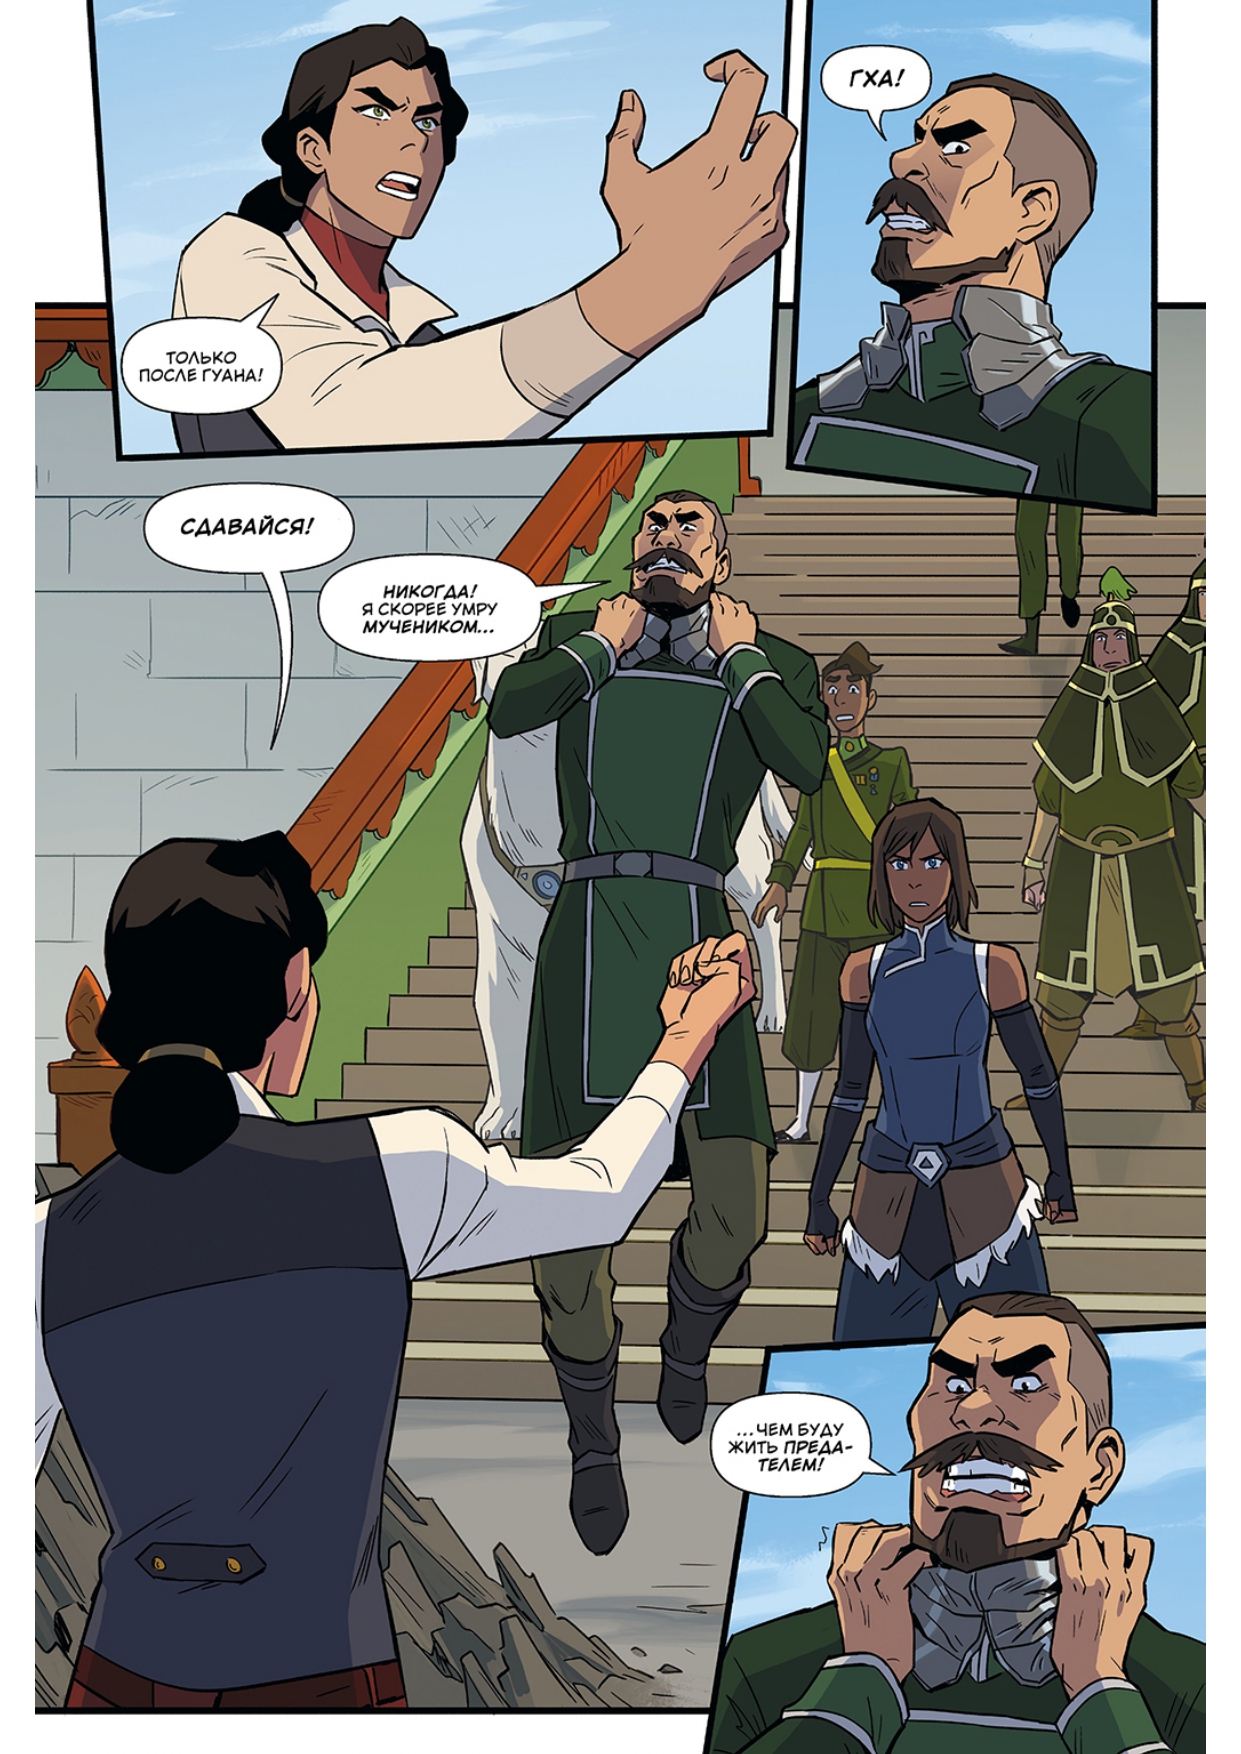 ТОЛЬКО
ПОСЛЕ ГУАНА!
ГХА!
СДАВАЙСЯ!
НИКОГДА!
Я СКОРЕЕ УМРУ
МУЧЕНИКОМ...
...ЧЕМ БУДУ
ЖИТЬ ПРЕДА-
ТЕЛЕМ!